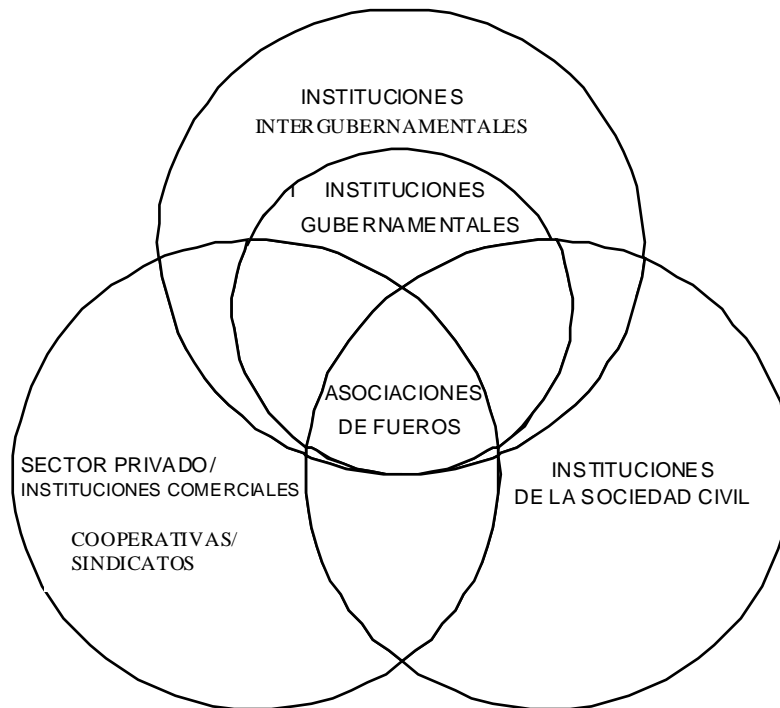 INSTITUCIONES
INTERGUBERNAMENTALES
INSTITUCIONES
GUBERNAMENTALES
ASOCIACIONES
DE FUEROS
SECTOR PRIVADO/
INSTITUCIONES COMERCIALES
COOPERATIVAS/
SINDICATOS
INSTITUCIONES
DE LA SOCIEDAD CIVIL